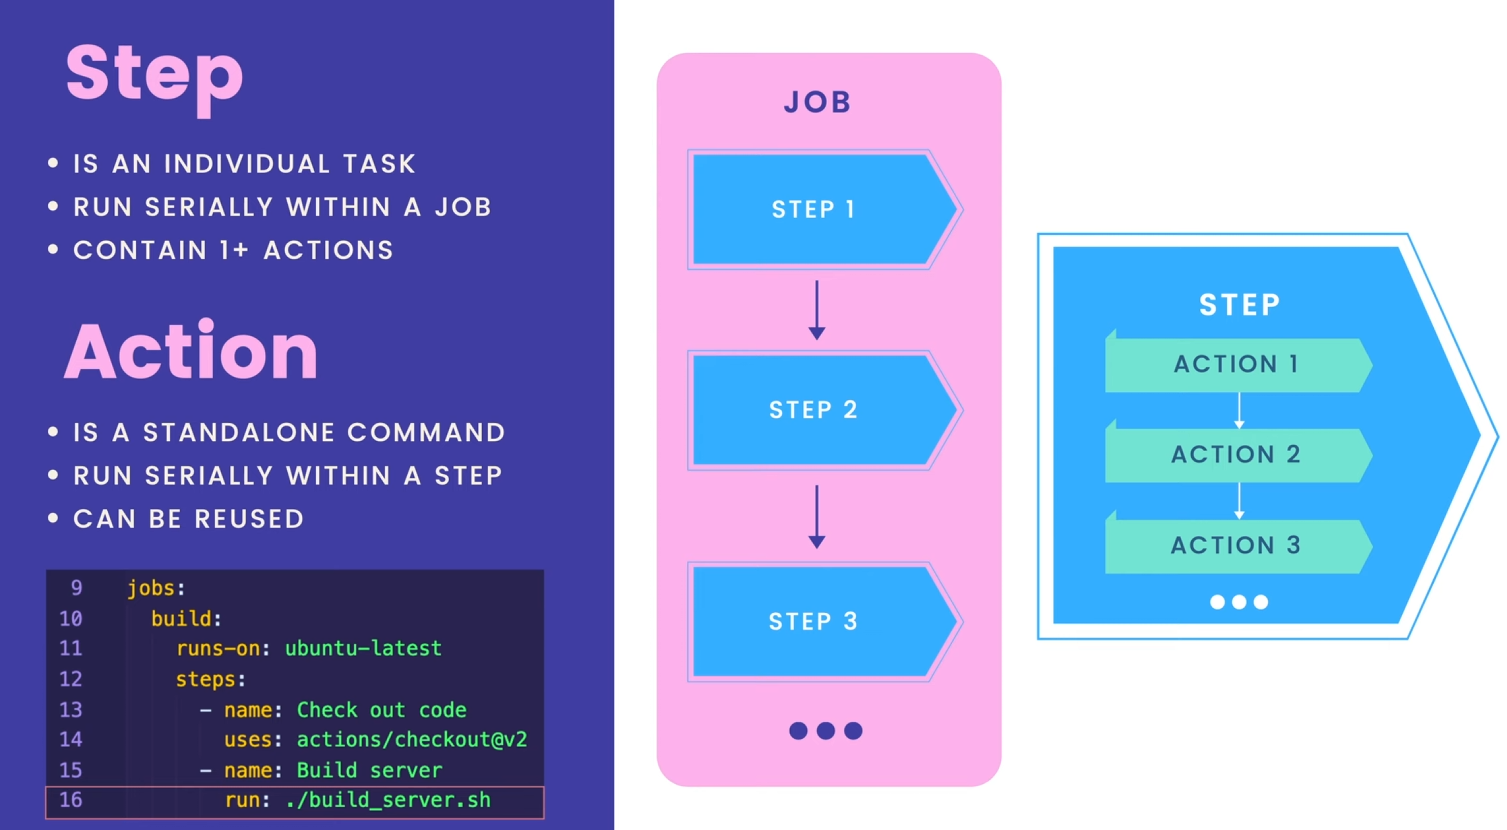 Step
• IS AN INDIVIDUAL TASK
• RUN SERIALLY WITHIN A JOB
• CONTAIN 1+ ACTIONS
Action
• IS A STANDALONE COMMAND
• RUN SERIALLY WITHIN A STEP
• CAN BE REUSED
9 jobs:
10 build:
11 runs-on: ubuntu-latest
12 steps:
13 - name: Check out code
14 uses: actions/checkout@v2
15 - name: Build server
16 run: ./build_server.sh
JOB
STEP 1
STEP 2
STEP 3
STEP
ACTION 1
ACTION 2
ACTION 3